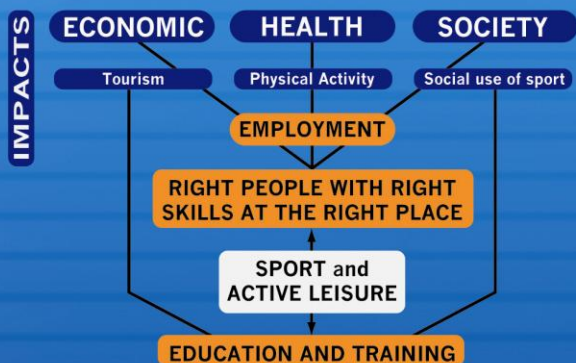 IMPACTS
ECONOMIC HEALTH SOCIETY
Tourism Physical Activity Social use of sport
EMPLOYMENT
RIGHT PEOPLE WITH RIGHT
SKILLS AT THE RIGHT PLACE
SPORT and
ACTIVE LEISURE
EDUCATION AND TRAINING